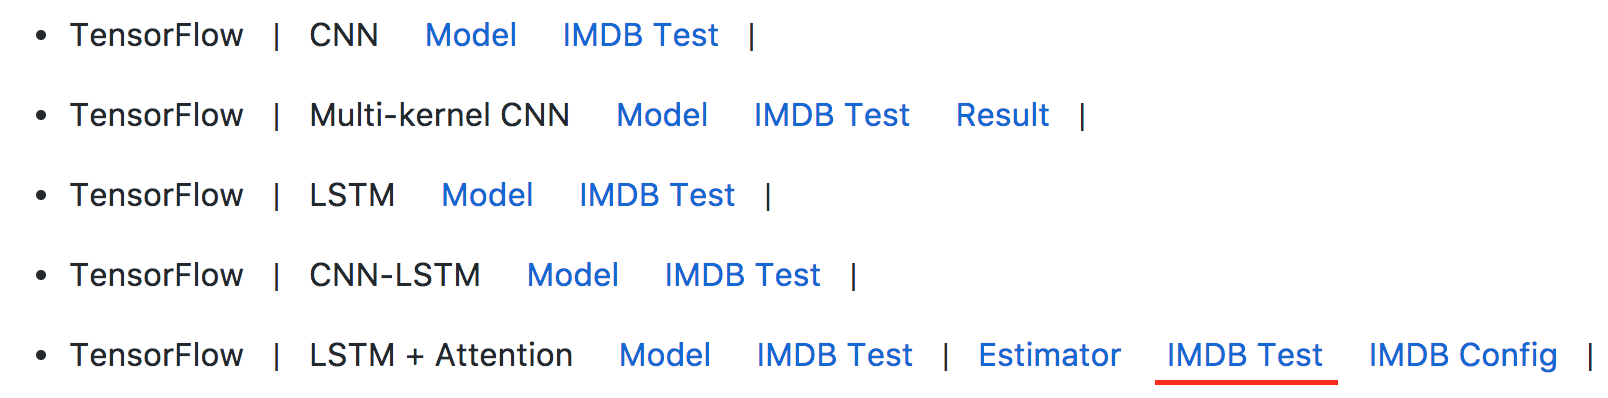 • TensorFlow | CNN Model IMDB Test |
• TensorFlow | Multi-kernel CNN Model IMDB Test Result |
• TensorFlow | LSTM Model IMDB Test |
• TensorFlow | CNN-LSTM Model IMDB Test |
• TensorFlow | LSTM + Attention Model IMDB Test | Estimator IMDB Test IMDB Config |